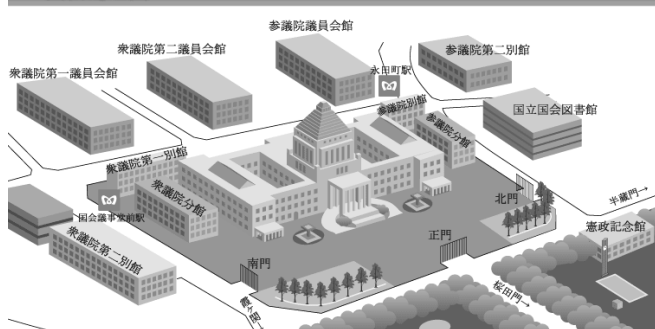 参議院議員会館
衆議院第二議員会館
参議院第二別館
衆議院第一議員会館
永田町駅
参議院別館
国立国会図書館
参議院分館
衆議院第一別館
北門
半蔵門→
衆議院分館
国会議事堂前駅
憲政記念館
正門
衆議院第二別館
南門
桜田門→
霞ヶ関